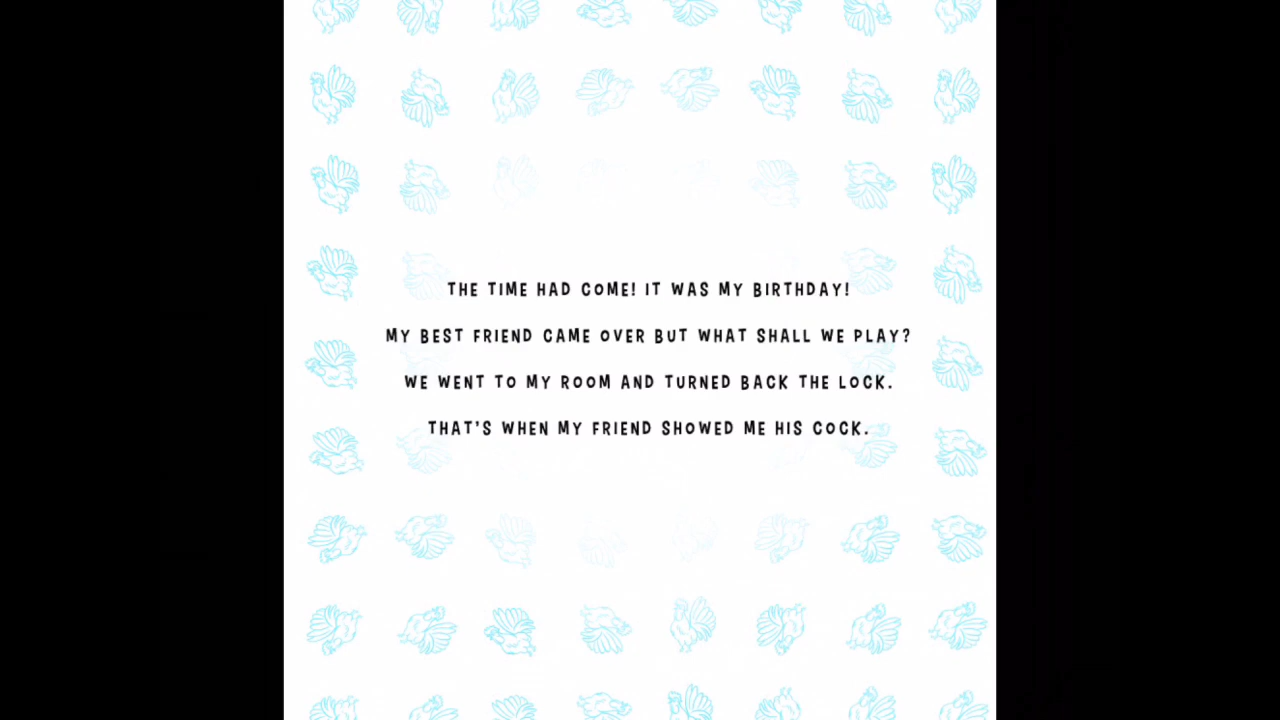 THE TIME HAD COME! IT WAS MY BIRTHDAY!
MY BEST FRIEND CAME OVER BUT WHAT SHALL WE PLAY?
WE WENT TO MY ROOM AND TURNED BACK THE LOCK.
THAT'S WHEN MY FRIEND SHOWED ME HIS COCK.